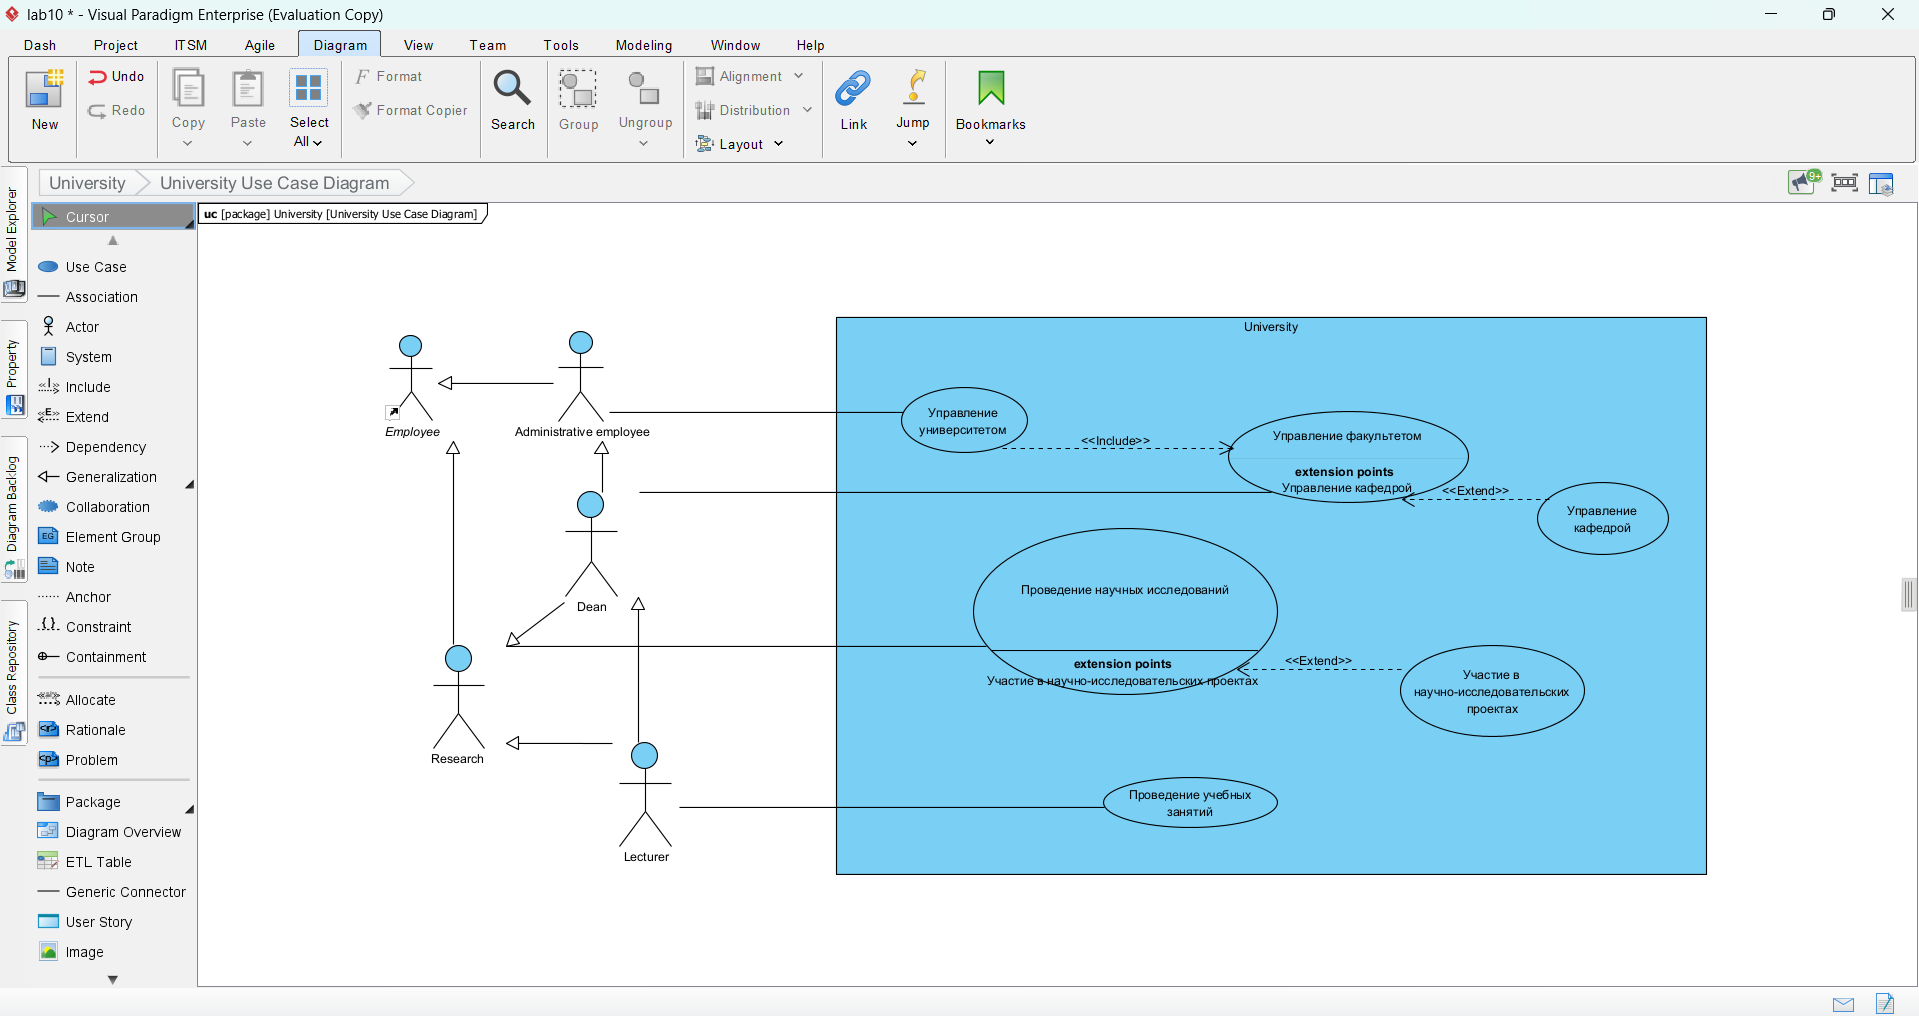 lab10 * - Visual Paradigm Enterprise (Evaluation Copy)
Dash Project ITSM Agile Diagram View Team Tools Modeling Window Help
New
Undo
Redo
Copy
Paste
Select
All
Format
Format Copier
Search
Group
Ungroup
Alignment
Distribution
Layout
Link
Jump
Bookmarks
University University Use Case Diagram
9+
Model Explorer
Property
Diagram Backlog
Class Repository
Cursor
Use Case
Association
Actor
System
Include
Extend
Dependency
Generalization
Collaboration
Element Group
Note
Anchor
Constraint
Containment
Allocate
Rationale
Problem
Package
Diagram Overview
ETL Table
Generic Connector
User Story
Image
uc [package] University [University Use Case Diagram]
University
Employee
Administrative employee
Dean
Research
Lecturer
Управление
университетом
<<Include>>
Управление факультетом
extension points
Управление кафедрой
<<Extend>>
Управление
кафедрой
Проведение научных исследований
extension points
Участие в научно-исследовательских проектах
<<Extend>>
Участие в
научно-исследовательских
проектах
Проведение учебных
занятий